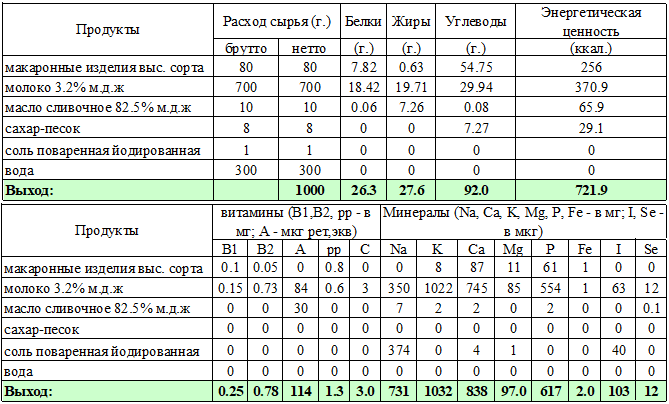 Продукты Расход сырья (г.) Белки Жиры Углеводы Энергетическая ценность
брутто нетто (г.) (г.) (г.) (ккал.)
макаронные изделия выс. сорта 80 80 7.82 0.63 54.75 256
молоко 3.2% м.д.ж 700 700 18.42 19.71 29.94 370.9
масло сливочное 82.5% м.д.ж 10 10 0.06 7.26 0.08 65.9
сахар-песок 8 8 0 0 7.27 29.1
соль поваренная йодированная 1 1 0 0 0 0
вода 300 300 0 0 0 0
Выход: 1000 26.3 27.6 92.0 721.9
Продукты витамины (В1,В2, рр - в мг; А - мкг рет,экв) Минералы (Na, Ca, K, Mg, P, Fe - в мг; I, Se - в мкг)
B1 B2 A pp C Na K Ca Mg P Fe I Se
макаронные изделия выс. сорта 0.1 0.05 0 0.8 0 0 8 87 11 61 1 0 0
молоко 3.2% м.д.ж 0.15 0.73 84 0.6 3 350 1022 745 85 554 1 63 12
масло сливочное 82.5% м.д.ж 0 0 30 0 0 7 2 2 0 2 0 0 0.1
сахар-песок 0 0 0 0 0 0 0 0 0 0 0 0 0
соль поваренная йодированная 0 0 0 0 0 374 0 4 1 0 0 40 0
вода 0 0 0 0 0 0 0 0 0 0 0 0 0
Выход: 0.25 0.78 114 1.3 3.0 731 1032 838 97.0 617 2.0 103 12